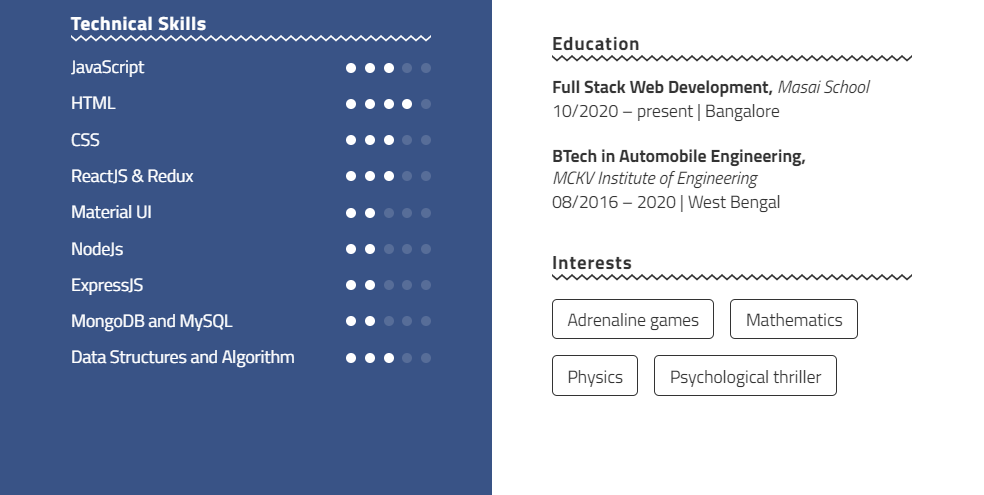 Technical Skills
JavaScript
HTML
CSS
ReactJS & Redux
Material UI
NodeJs
ExpressJS
MongoDB and MySQL
Data Structures and Algorithm
Education
Full Stack Web Development, Masai School
10/2020 – present | Bangalore
BTech in Automobile Engineering,
MCKV Institute of Engineering
08/2016 – 2020 | West Bengal
Interests
Adrenaline games
Mathematics
Physics
Psychological thriller